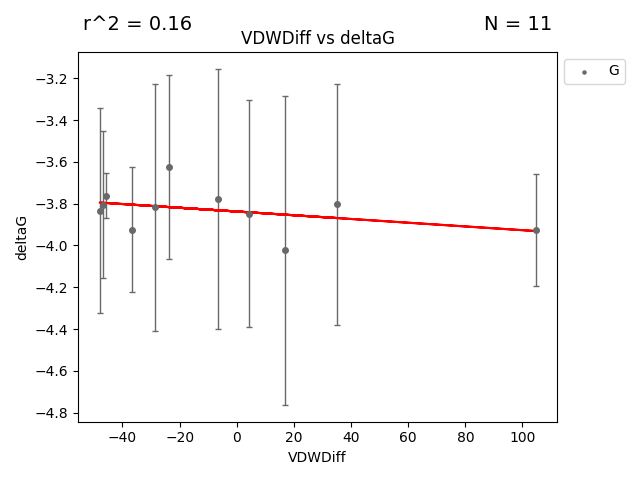 r^2 = 0.16
N = 11
VDWDiff vs deltaG
G
−3.2
−3.4
−3.6
−3.8
−4.0
−4.2
−4.4
−4.6
−4.8
deltaG
−40 −20 0 20 40 60 80 100
VDWDiff